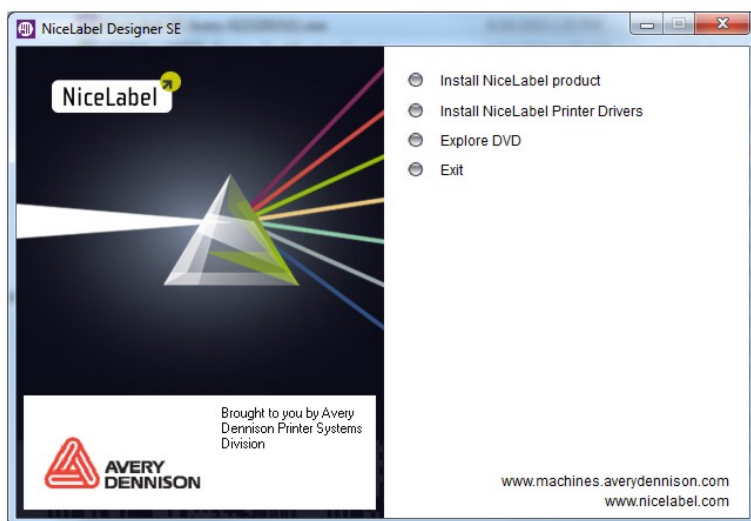 NiceLabel Designer SE
NiceLabel
Install NiceLabel product
Install NiceLabel Printer Drivers
Explore DVD
Exit
Brought to you by Avery
Dennison Printer Systems
Division
AVERY
DENNISON
www.machines.averydennison.com
www.nicelabel.com